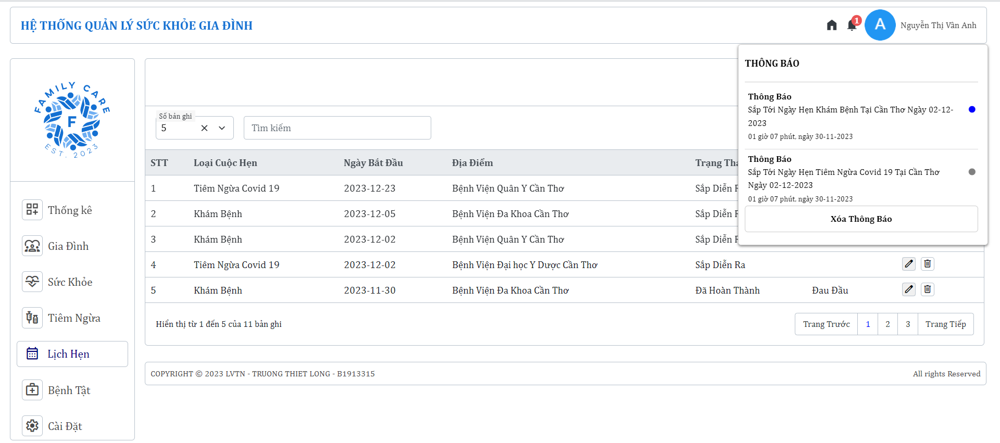 HỆ THỐNG QUẢN LÝ SỨC KHỎE GIA ĐÌNH
1
A
Nguyễn Thị Vân Anh
FAMILY CARE
F
EST. 2023
Thống kê
Gia Đình
Sức Khỏe
Tiêm Ngừa
Lịch Hẹn
Bệnh Tật
Cài Đặt
THÔNG BÁO
Thông Báo
Sắp Tới Ngày Hẹn Khám Bệnh Tại Cần Thơ Ngày 02-12-
2023
01 giờ 07 phút, ngày 30-11-2023
Thông Báo
Sắp Tới Ngày Hẹn Tiêm Ngừa Covid 19 Tại Cần Thơ
Ngày 02-12-2023
01 giờ 07 phút, ngày 30-11-2023
Xóa Thông Báo
Số bản ghi
5
Tìm kiếm
STT Loại Cuộc Hẹn Ngày Bắt Đầu Địa Điểm Trạng
1 Tiêm Ngừa Covid 19 2023-12-23 Bệnh Viện Quân Y Cần Thơ Sắp Diễn
2 Khám Bệnh 2023-12-05 Bệnh Viện Đa Khoa Cần Thơ Sắp Diễn
3 Khám Bệnh 2023-12-02 Bệnh Viện Quân Y Cần Thơ Sắp Diễn
4 Tiêm Ngừa Covid 19 2023-12-02 Bệnh Viện Đại học Y Dược Cần Thơ Sắp Diễn Ra
5 Khám Bệnh 2023-11-30 Bệnh Viện Đa Khoa Cần Thơ Đã Hoàn Thành Đau Đầu
Hiển thị từ 1 đến 5 của 11 bản ghi
Trang Trước 1 2 3 Trang Tiếp
COPYRIGHT © 2023 LVTN - TRUONG THIET LONG - B1913315
All rights Reserved